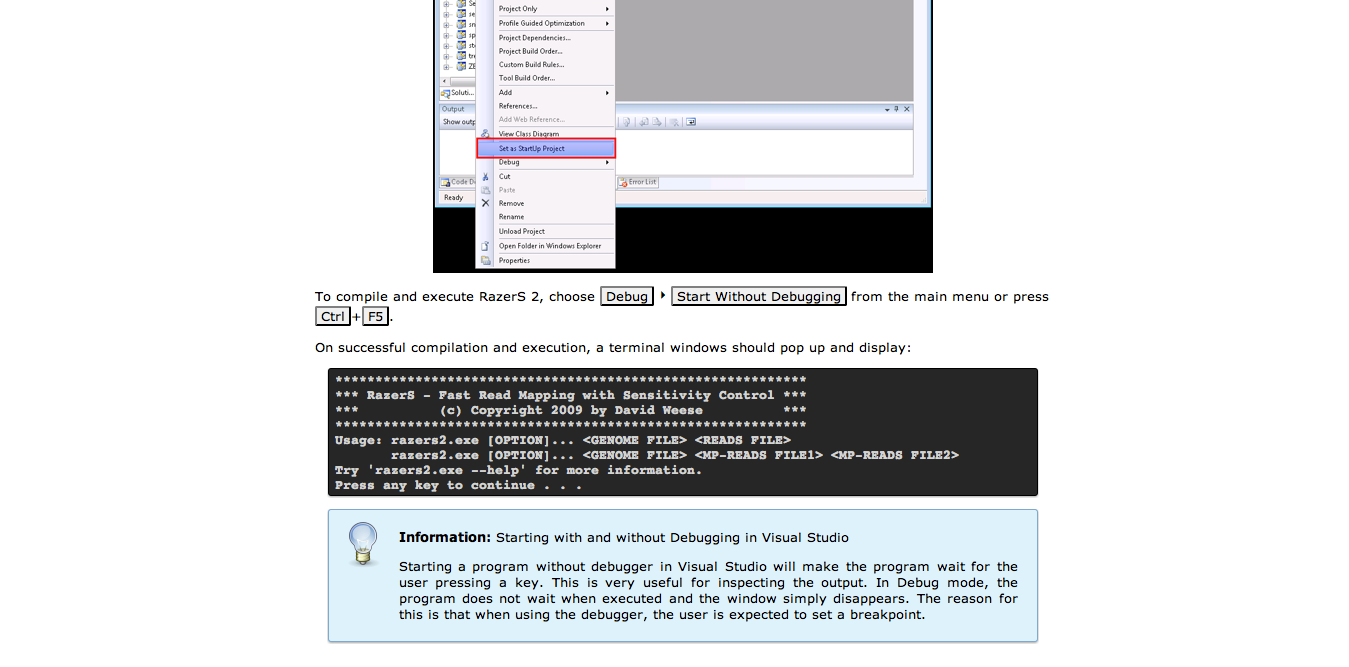 Project Only
Profile Guided Optimization
Project Dependencies...
Project Build Order...
Custom Build Rules...
Tool Build Order...
Soluti...
Add
Output
References...
Show outp
Add Web Reference...
View Class Diagram
Set as StartUp Project
Debug
Cut
Code D
Error List
Paste
Ready
Remove
Rename
Unload Project
Open Folder in Windows Explorer
Properties
To compile and execute RazerS 2, choose Debug ‣ Start Without Debugging from the main menu or press
Ctrl+F5.
On successful compilation and execution, a terminal windows should pop up and display:
***********************************************************
*** RazerS - Fast Read Mapping with Sensitivity Control ***
***          (c) Copyright 2009 by David Weese          ***
***********************************************************
Usage: razers2.exe [OPTION]... <GENOME FILE> <READS FILE>
       razers2.exe [OPTION]... <GENOME FILE> <MP-READS FILE1> <MP-READS FILE2>
Try 'razers2.exe --help' for more information.
Press any key to continue . . .
Information: Starting with and without Debugging in Visual Studio
Starting a program without debugger in Visual Studio will make the program wait for the
user pressing a key. This is very useful for inspecting the output. In Debug mode, the
program does not wait when executed and the window simply disappears. The reason for
this is that when using the debugger, the user is expected to set a breakpoint.